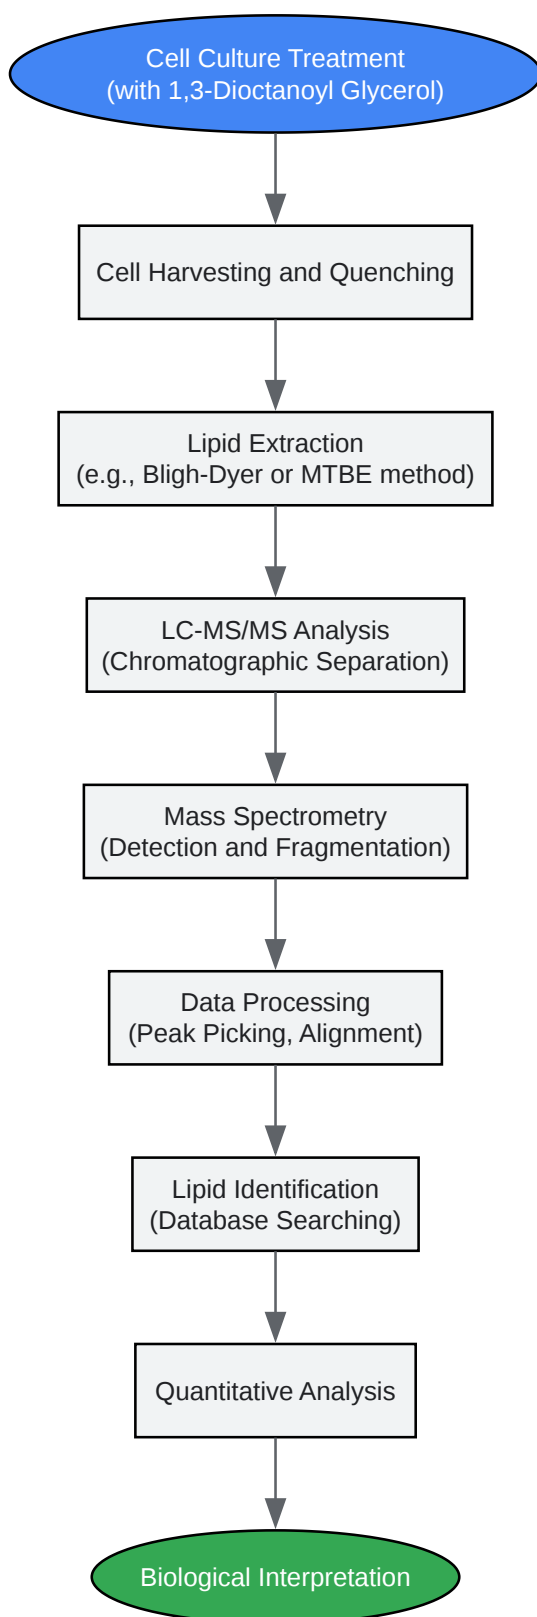 Cell Culture Treatment
(with 1,3-Dioctanoyl Glycerol)
Cell Harvesting and Quenching
Lipid Extraction
(e.g., Bligh-Dyer or MTBE method)
LC-MS/MS Analysis
(Chromatographic Separation)
Mass Spectrometry
(Detection and Fragmentation)
Data Processing
(Peak Picking, Alignment)
Lipid Identification
(Database Searching)
Quantitative Analysis
Biological Interpretation